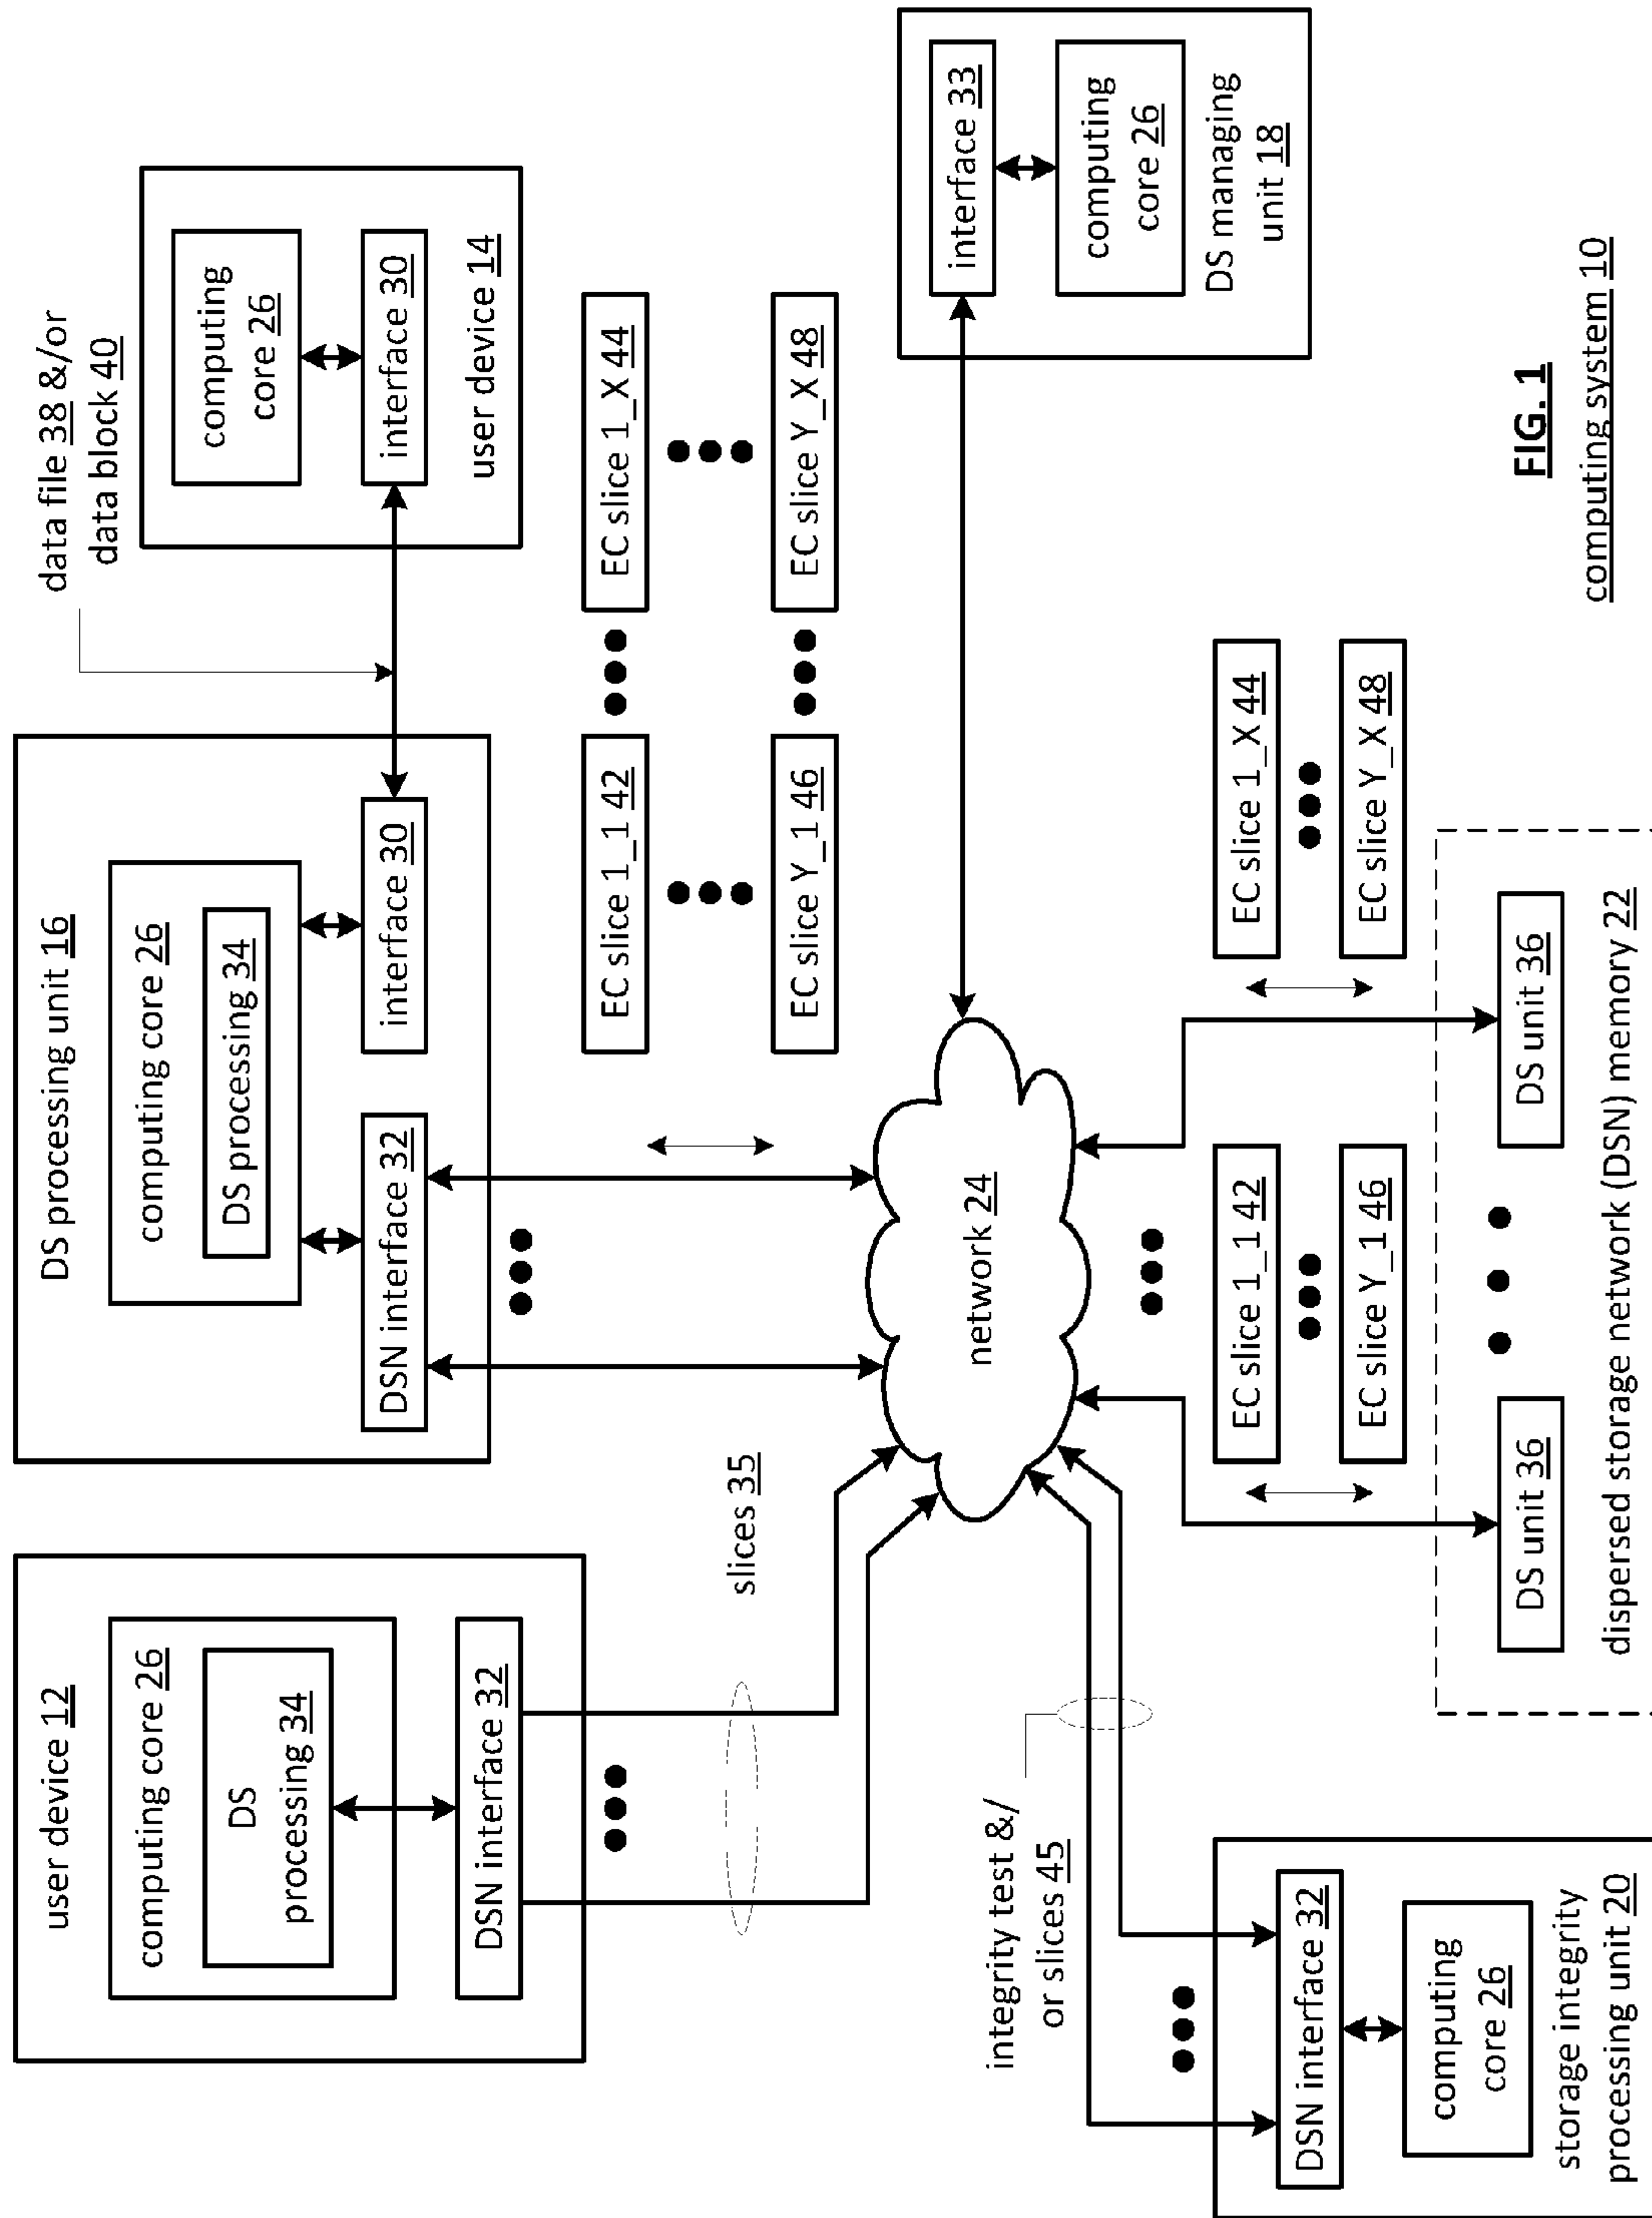 user device 12
computing core 26
DS
processing 34
DSN interface 32
DS processing unit 16
computing core 26
DS processing 34
DSN interface 32
interface 30
data file 38 &/or
data block 40
computing
core 26
interface 30
user device 14
slices 35
EC slice 1_1 42
EC slice 1_X 44
EC slice Y_1 46
EC slice Y_X 48
network 24
interface 33
computing
core 26
DS managing
unit 18
integrity test &/
or slices 45
DSN interface 32
computing
core 26
storage integrity
processing unit 20
EC slice 1_1 42
EC slice Y_1 46
EC slice 1_X 44
EC slice Y_X 48
DS unit 36
DS unit 36
dispersed storage network (DSN) memory 22
FIG. 1
computing system 10